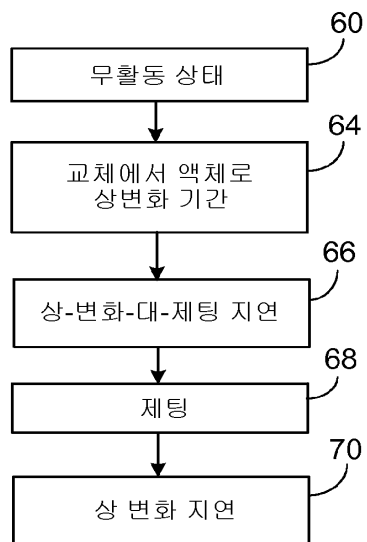 60
무활동 상태
64
교체에서 액체로
상변화 기간
66
상-변화-대-제팅 지연
68
제팅
70
상 변화 지연